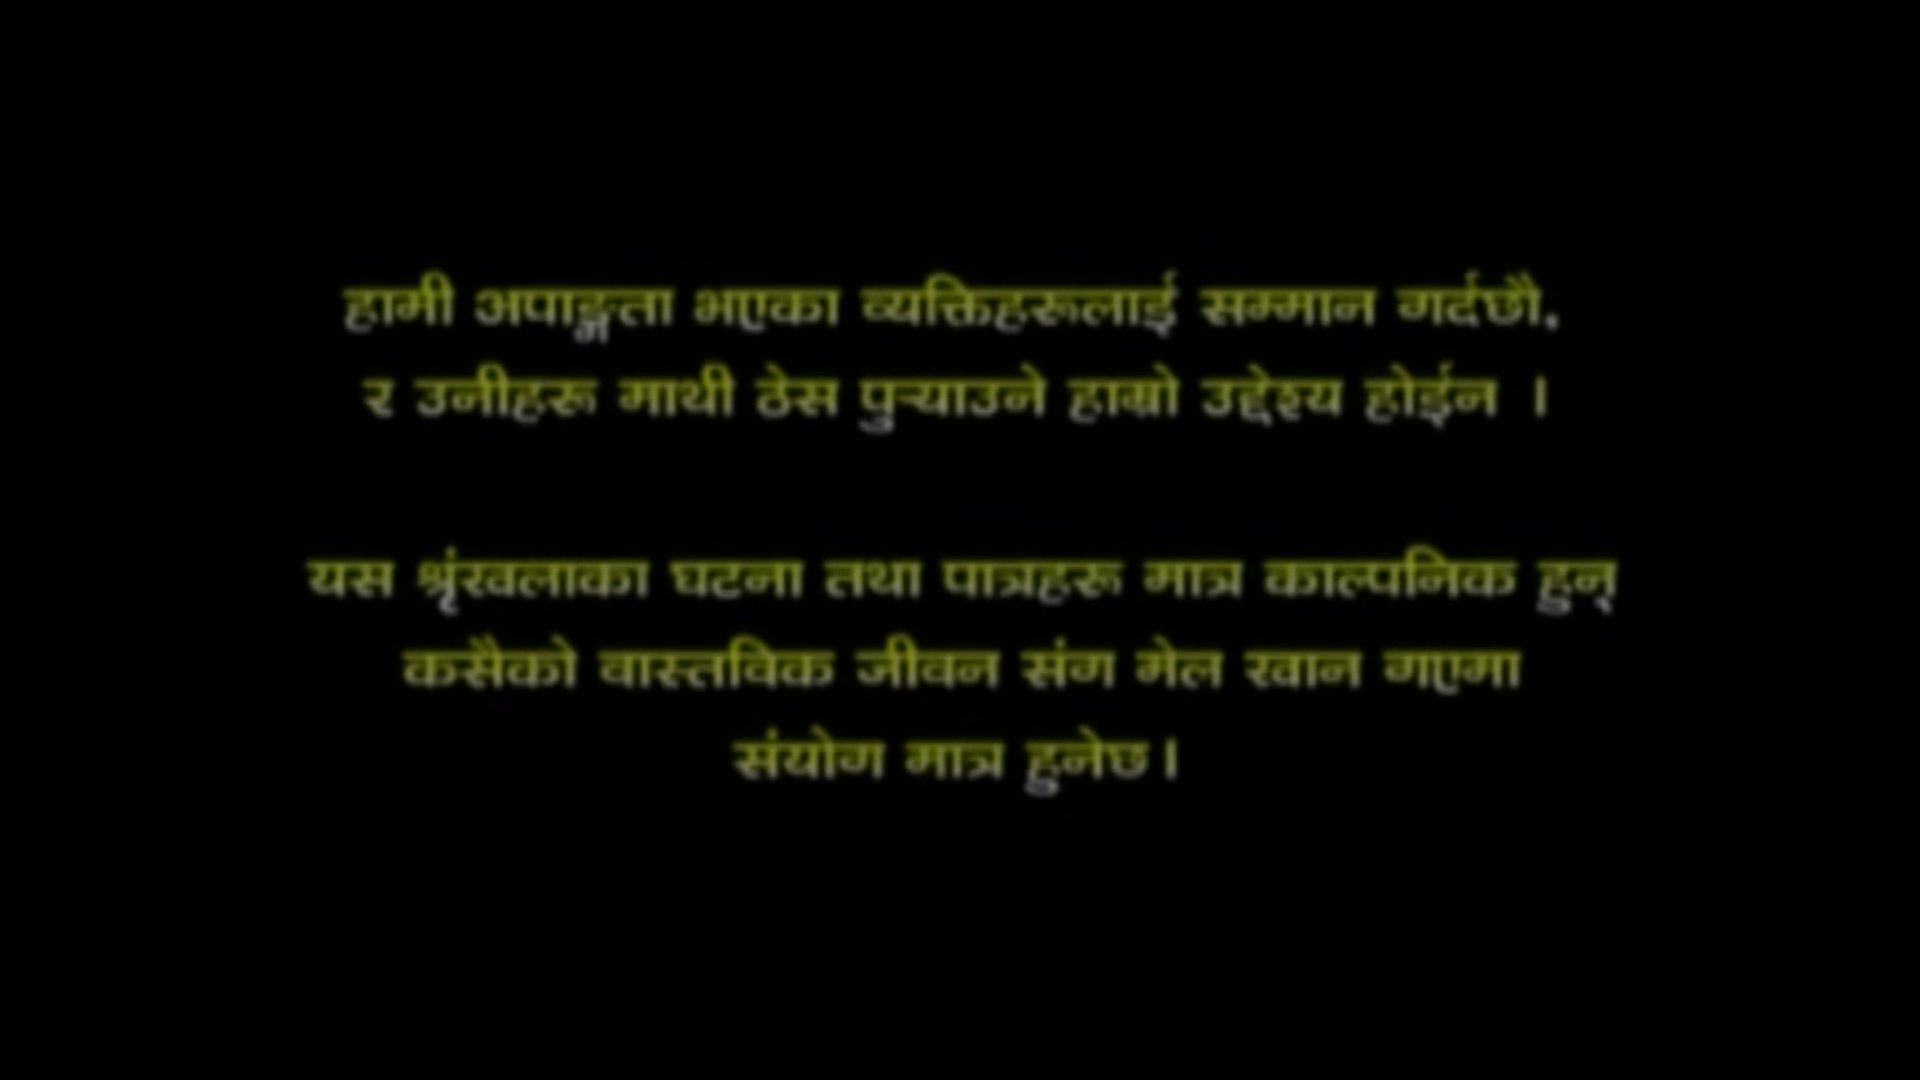 हामी अपाङ्गता भएका व्यक्तिहरूलाई सम्मान गर्दछौ,
र उनीहरू माथी ठेस पुर्‍याउने हाम्रो उद्देश्य होईन ।
यस श्रृंखलाका घटना तथा पात्रहरू मात्र काल्पनिक हुन्
कसैको वास्तविक जीवन संग मेल खान गएमा
संयोग मात्र हुनेछ।